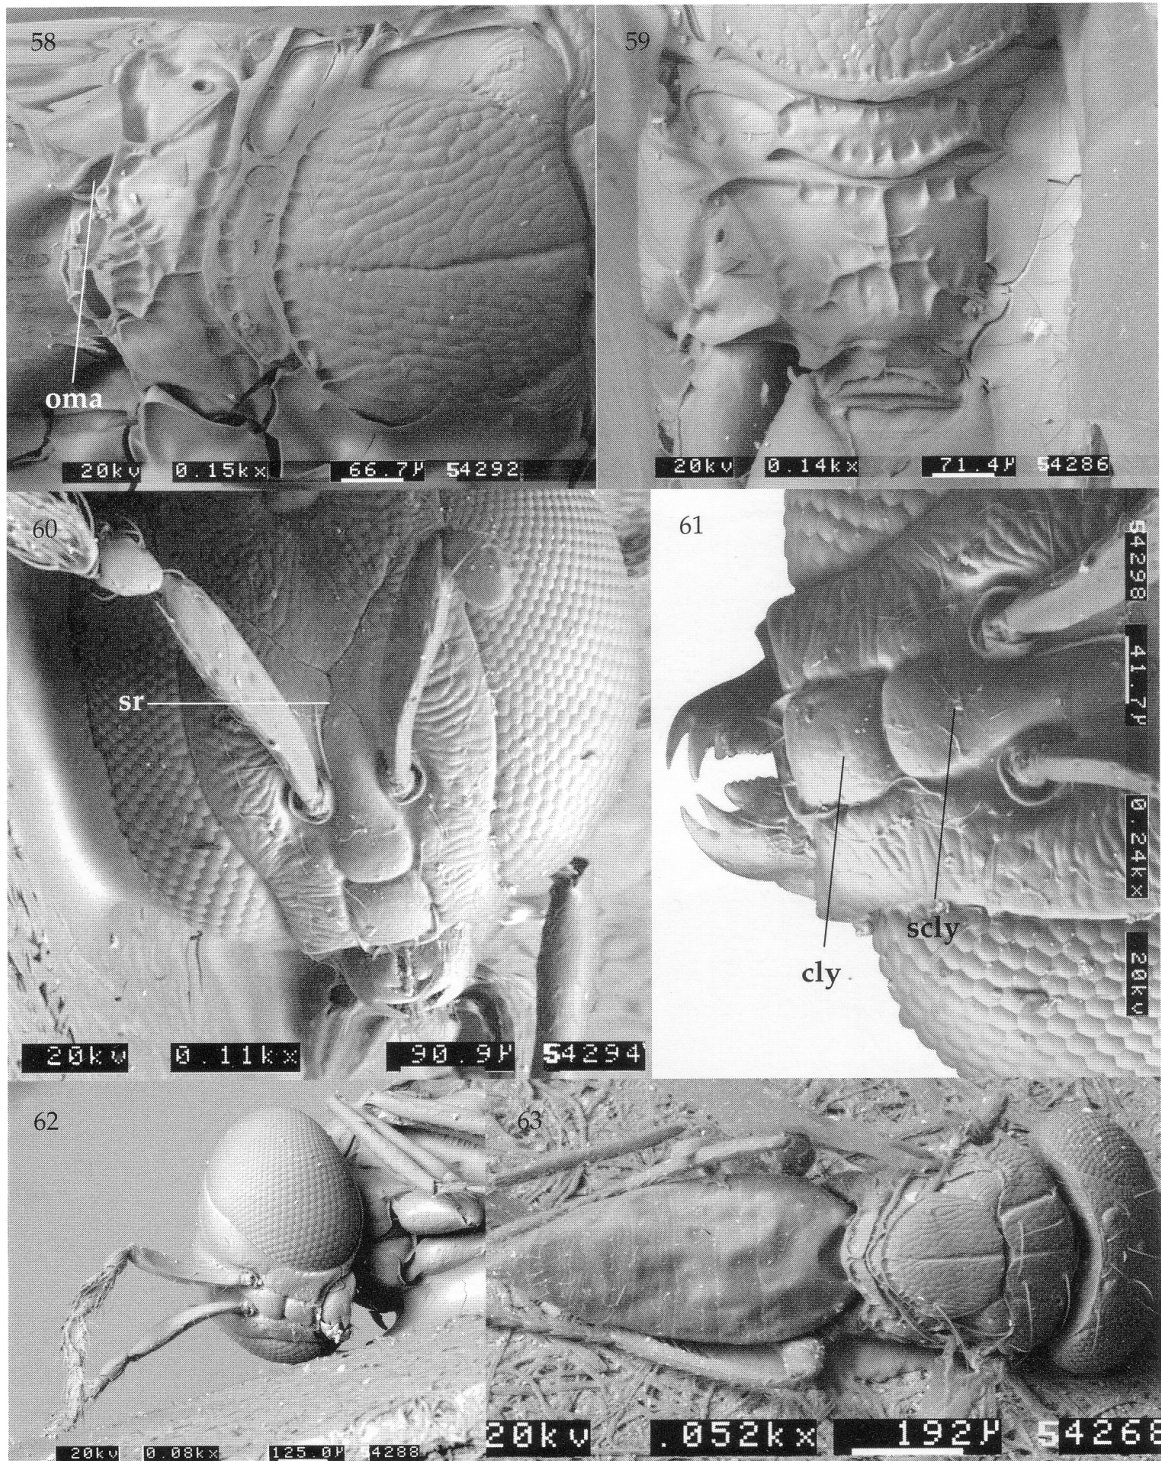 58
oma
20kv 0.15kx 66.7µ 54292
59
20kv 0.14kx 71.4µ 54286
60
sr
20kv 0.11kx 90.9µ 54294
61
cly
scly
20kv 0.24kx 41.7µ 54298
62
20kv 0.08kx 125.0µ 54288
63
20kv .052kx 192µ 54268